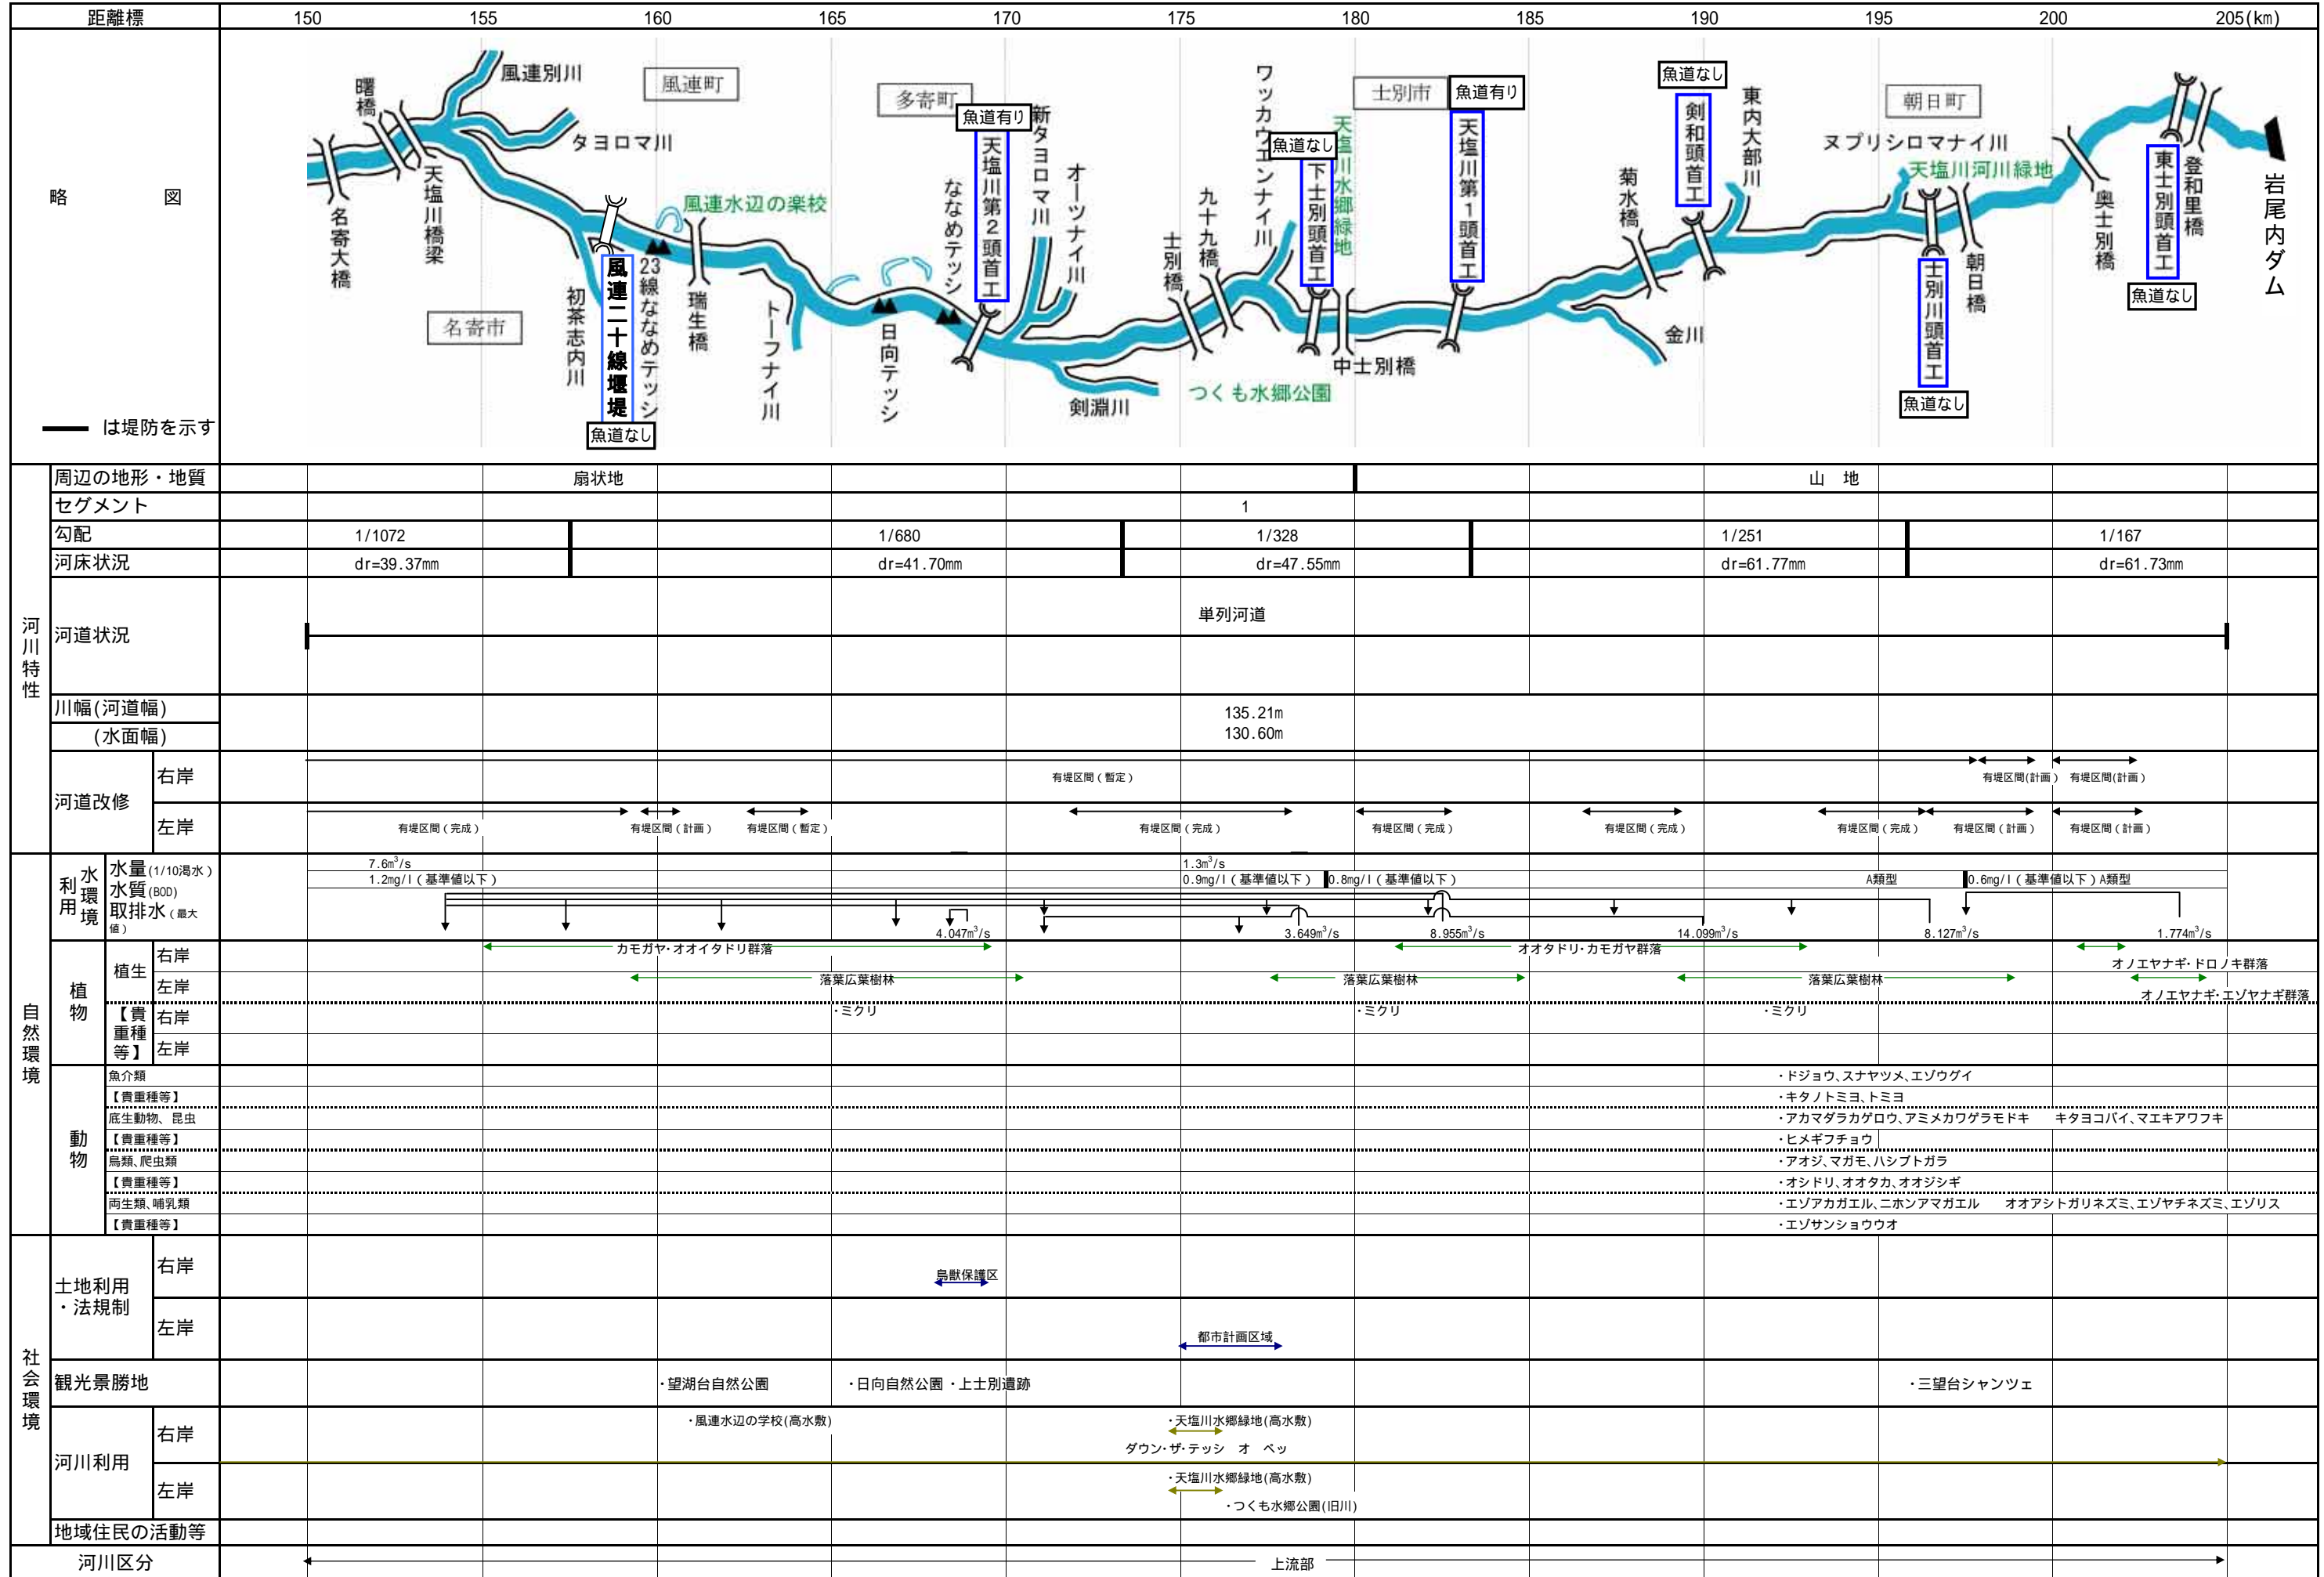 距離標 150 155 160 165 170 175 180 185 190 195 200 205(km)
略 図
風連別川
曙橋
風連町
タヨロマ川
天塩川橋梁
名寄大橋
名寄市
初茶志内川
風連二十線堰堤
魚道なし
23線ななめテッシ
風連水辺の楽校
瑞生橋
トーフナイ川
日向テッシ
多寄町
魚道有り
天塩川第2頭首工
ななめテッシ
新タヨロマ川
オーツナイ川
剣淵川
士別橋
九十九橋
ワッカウエンナイ川
つくも水郷公園
魚道なし
下士別頭首工
天塩川水郷緑地
中士別橋
士別市
魚道有り
天塩川第1頭首工
菊水橋
金川
魚道なし
剣和頭首工
東内大部川
朝日町
ヌプリシロマナイ川
天塩川河川緑地
士別川頭首工
魚道なし
朝日橋
奥士別橋
東士別頭首工
魚道なし
登和里橋
岩尾内ダム
は堤防を示す
河川特性
周辺の地形・地質 扇状地 山 地
セグメント 1
勾配 1/1072 1/680 1/328 1/251 1/167
河床状況 dr=39.37mm dr=41.70mm dr=47.55mm dr=61.77mm dr=61.73mm
河道状況 単列河道
川幅(河道幅) 135.21m
(水面幅) 130.60m
河道改修
右岸 有堤区間(暫定) 有堤区間(計画) 有堤区間(計画)
左岸 有堤区間(完成) 有堤区間(計画) 有堤区間(暫定) 有堤区間(完成) 有堤区間(完成) 有堤区間(完成) 有堤区間(完成) 有堤区間(計画) 有堤区間(計画)
自然環境
水環境
利用
水量(1/10渇水) 7.6m³/s 1.3m³/s
水質(BOD) 1.2mg/l(基準値以下) 0.9mg/l(基準値以下) 0.8mg/l(基準値以下) A類型 0.6mg/l(基準値以下)A類型
取排水(最大値) 4.047m³/s 3.649m³/s 8.955m³/s 14.099m³/s 8.127m³/s 1.774m³/s
植物
植生
右岸 カモガヤ・オオイタドリ群落 オオタドリ・カモガヤ群落 オノエヤナギ・ドロノキ群落
左岸 落葉広葉樹林 落葉広葉樹林 落葉広葉樹林 オノエヤナギ・エゾヤナギ群落
【貴重種等】
右岸 ・ミクリ ・ミクリ ・ミクリ
左岸
動物
魚介類 ・ドジョウ、スナヤツメ、エゾウグイ
【貴重種等】 ・キタノトミヨ、トミヨ
底生動物、昆虫 ・アカマダラカゲロウ、アミメカワゲラモドキ キタヨコバイ、マエキアワフキ
【貴重種等】 ・ヒメギフチョウ
鳥類、爬虫類 ・アオジ、マガモ、ハシブトガラ
【貴重種等】 ・オシドリ、オオタカ、オオジシギ
両生類、哺乳類 ・エゾアカガエル、ニホンアマガエル オオアシトガリネズミ、エゾヤチネズミ、エゾリス
【貴重種等】 ・エゾサンショウウオ
社会環境
土地利用・法規制
右岸 鳥獣保護区
左岸 都市計画区域
観光景勝地 ・望湖台自然公園 ・日向自然公園 ・上士別遺跡 ・三望台シャンツェ
河川利用
右岸 ・風連水辺の学校(高水敷) ・天塩川水郷緑地(高水敷)
ダウン・ザ・テッシ オ ペッ
左岸 ・天塩川水郷緑地(高水敷)
・つくも水郷公園(旧川)
地域住民の活動等
河川区分 上流部